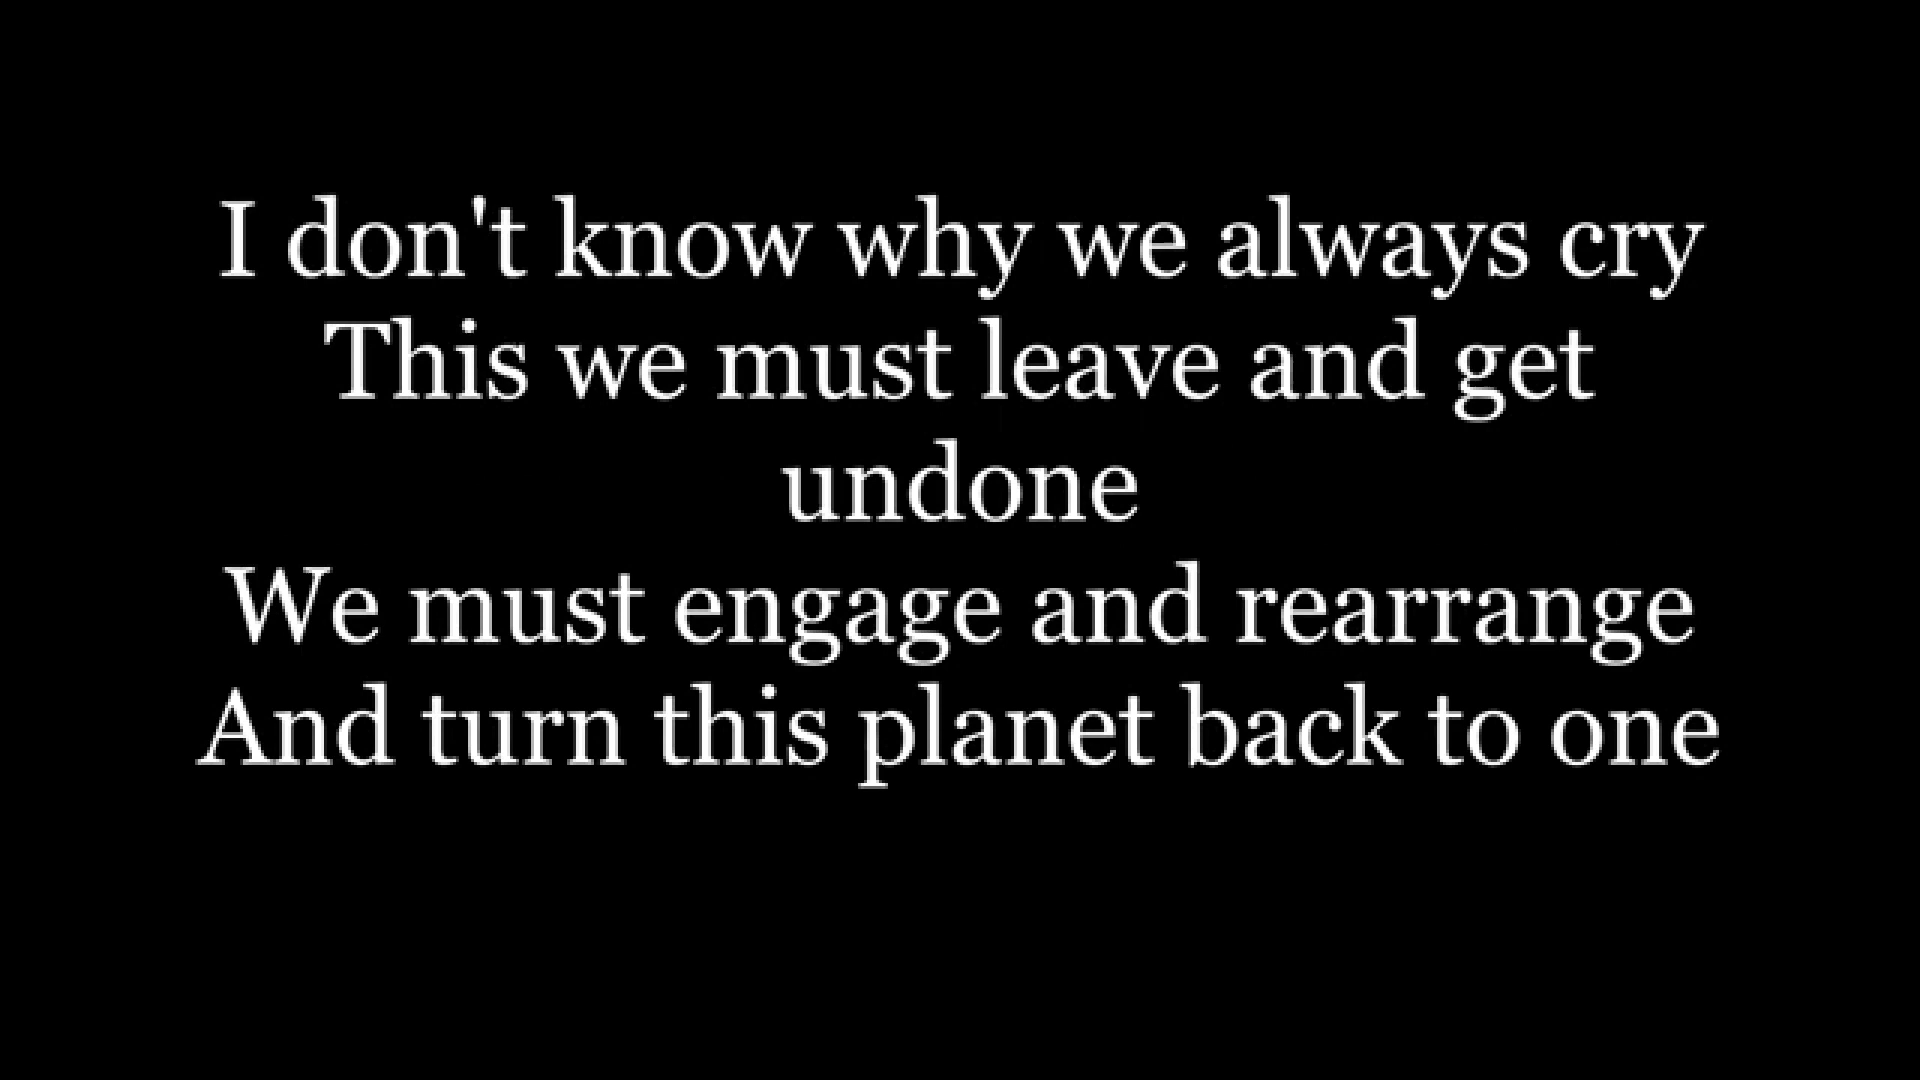 I don't know why we always cry
This we must leave and get
undone
We must engage and rearrange
And turn this planet back to one